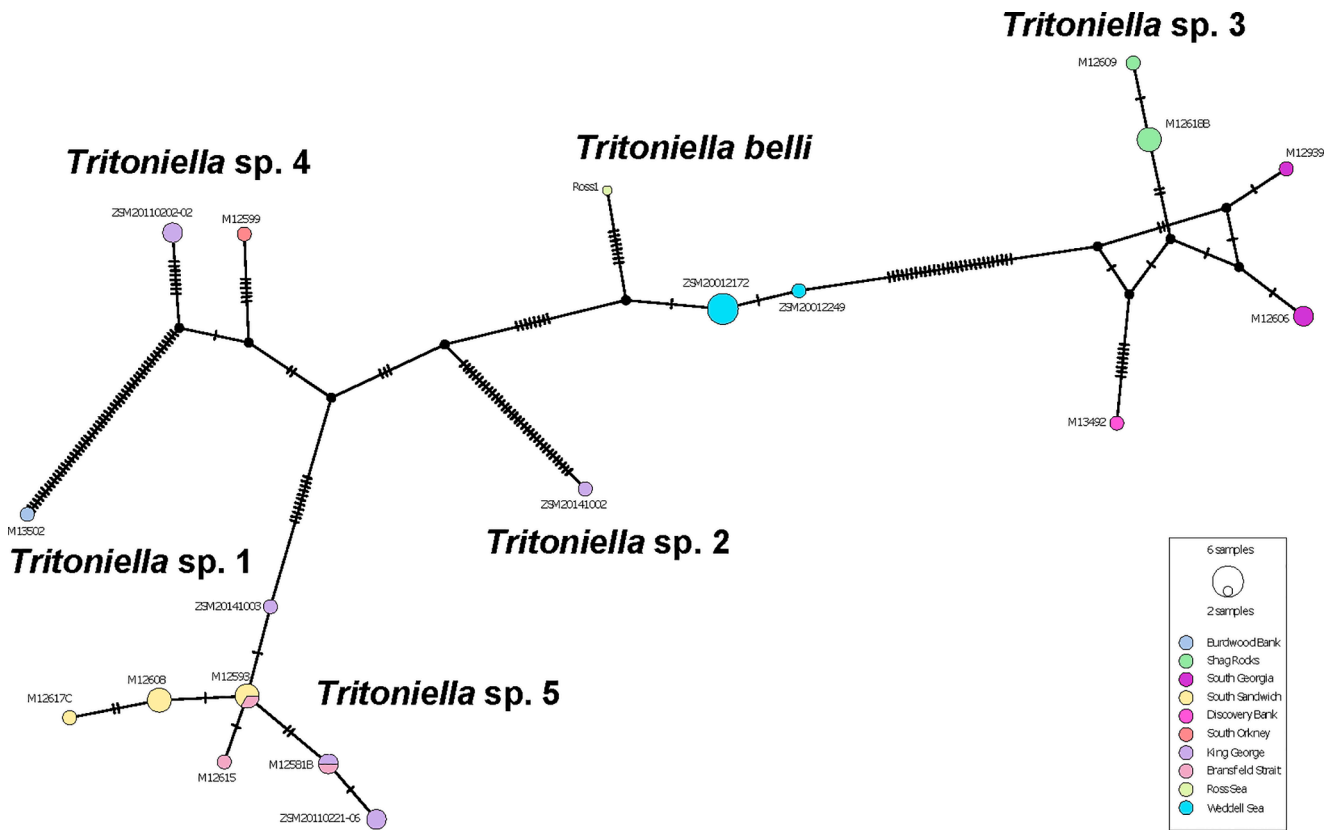 Tritoniella sp. 3
M12609
M12618B
Tritoniella belli
Tritoniella sp. 4
M12939
Ross1
ZSM20110202-02
M12599
ZSM20012172
ZSM20012249
M12606
M13492
ZSM20141002
M13502
Tritoniella sp. 2
Tritoniella sp. 1
6 samples
2 samples
ZSM20141003
Burdwood Bank
Shag Rocks
South Georgia
South Sandwich
Discovery Bank
South Orkney
King George
Bransfeld Strait
Ross Sea
Weddell Sea
M12593
M12608
M12617C
Tritoniella sp. 5
M12615
M12581B
ZSM20110221-05